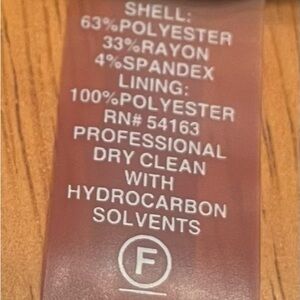 SHELL:
63%POLYESTER
33%RAYON
4%SPANDEX
LINING:
100%POLYESTER
RN# 54163
PROFESSIONAL
DRY CLEAN
WITH
HYDROCARBON
SOLVENTS
F